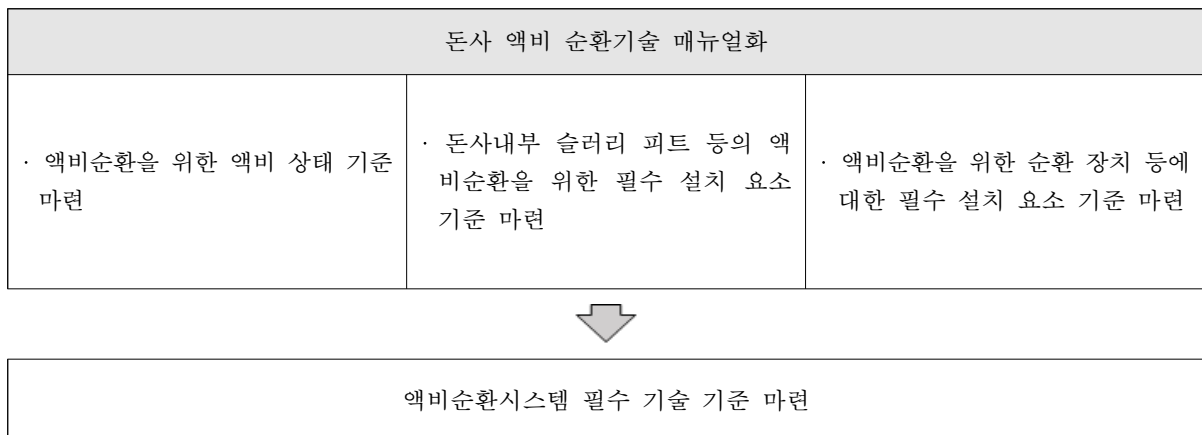 돈사 액비 순환기술 매뉴얼화
· 액비순환을 위한 액비 상태 기준
마련
· 돈사내부 슬러리 피트 등의 액
비순환을 위한 필수 설치 요소
기준 마련
· 액비순환을 위한 순환 장치 등에
대한 필수 설치 요소 기준 마련
액비순환시스템 필수 기술 기준 마련